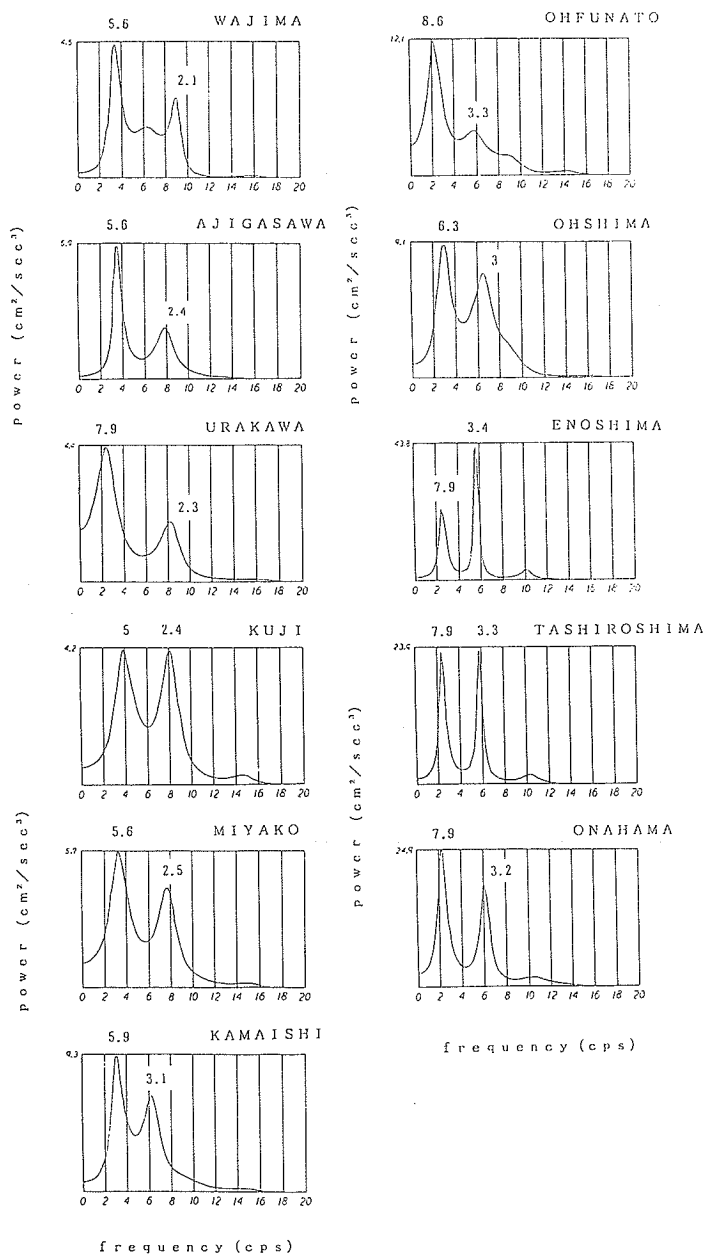 5.6 WAJIMA
4.5
2.1
0 2 4 6 8 10 12 14 16 18 20
5.6 AJIGASAWA
5.9
2.4
0 2 4 6 8 10 12 14 16 18 20
power (cm²/sec³)
7.9 URAKAWA
2.3
0 2 4 6 8 10 12 14 16 18 20
5 2.4 KUJI
4.2
0 2 4 6 8 10 12 14 16 18 20
5.6 MIYAKO
5.7
2.5
0 2 4 6 8 10 12 14 16 18 20
power (cm²/sec³)
5.9 KAMAISHI
9.3
3.1
0 2 4 6 8 10 12 14 16 18 20
frequency (cps)
8.6 OHFUNATO
12.1
3.3
0 2 4 6 8 10 12 14 16 18 20
6.3 OHSHIMA
9.1
3
0 2 4 6 8 10 12 14 16 18 20
power (cm²/sec³)
3.4 ENOSHIMA
43.8
7.9
0 2 4 6 8 10 12 14 16 18 20
7.9 3.3 TASHIROSHIMA
23.9
0 2 4 6 8 10 12 14 16 18 20
7.9 ONAHAMA
24.9
3.2
0 2 4 6 8 10 12 14 16 18 20
power (cm²/sec³)
frequency (cps)